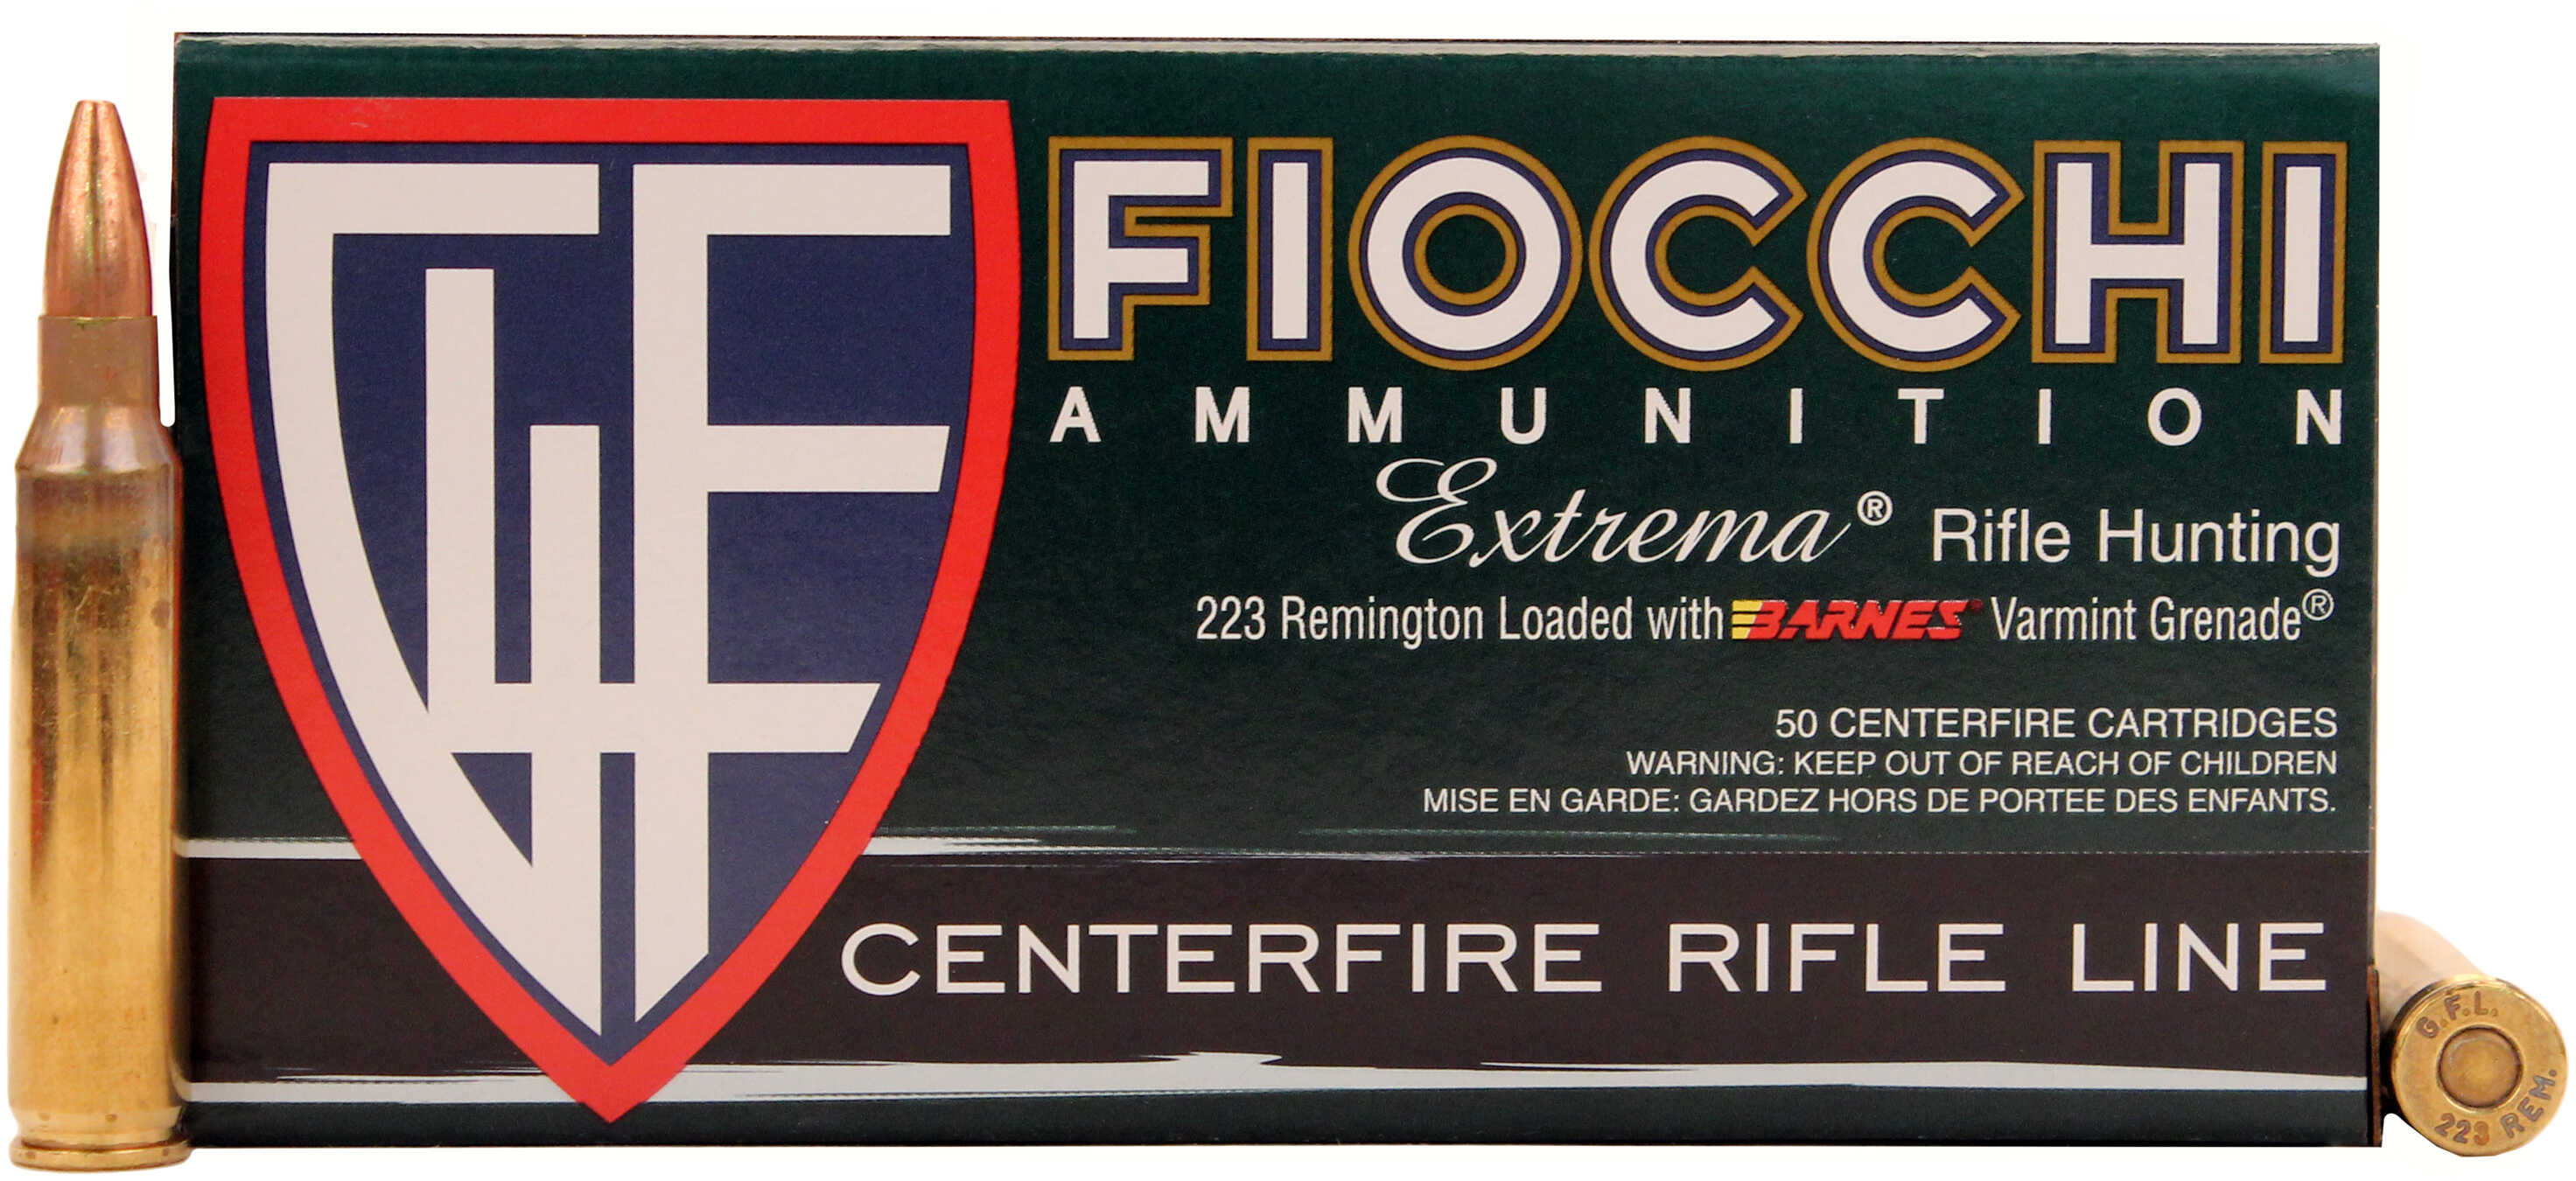 GFL
FIOCCHI
AMMUNITION
Extrema® Rifle Hunting
223 Remington Loaded with BARNES® Varmint Grenade®
50 CENTERFIRE CARTRIDGES
WARNING: KEEP OUT OF REACH OF CHILDREN
MISE EN GARDE: GARDEZ HORS DE PORTEE DES ENFANTS.
CENTERFIRE RIFLE LINE
G.F.L.
223 REM.